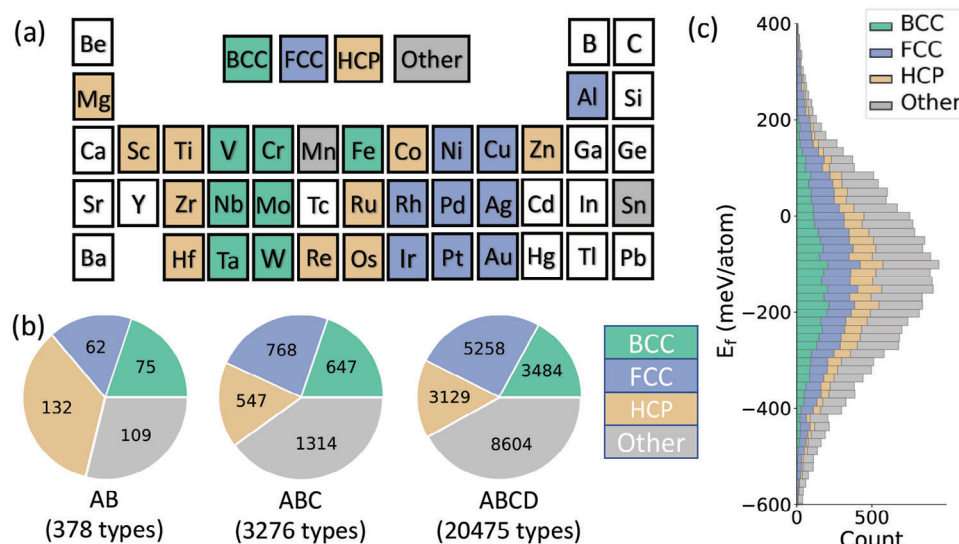 (a)
Be
B C
BCC FCC HCP Other
Mg
Al Si
Ca Sc Ti V Cr Mn Fe Co Ni Cu Zn Ga Ge
Sr Y Zr Nb Mo Tc Ru Rh Pd Ag Cd In Sn
Ba Hf Ta W Re Os Ir Pt Au Hg Tl Pb
(b)
62
75
132
109
AB
(378 types)
768
647
547
1314
ABC
(3276 types)
5258
3484
3129
8604
ABCD
(20475 types)
BCC
FCC
HCP
Other
(c)
400
200
0
−200
−400
−600
E_f (meV/atom)
BCC
FCC
HCP
Other
0 500
Count